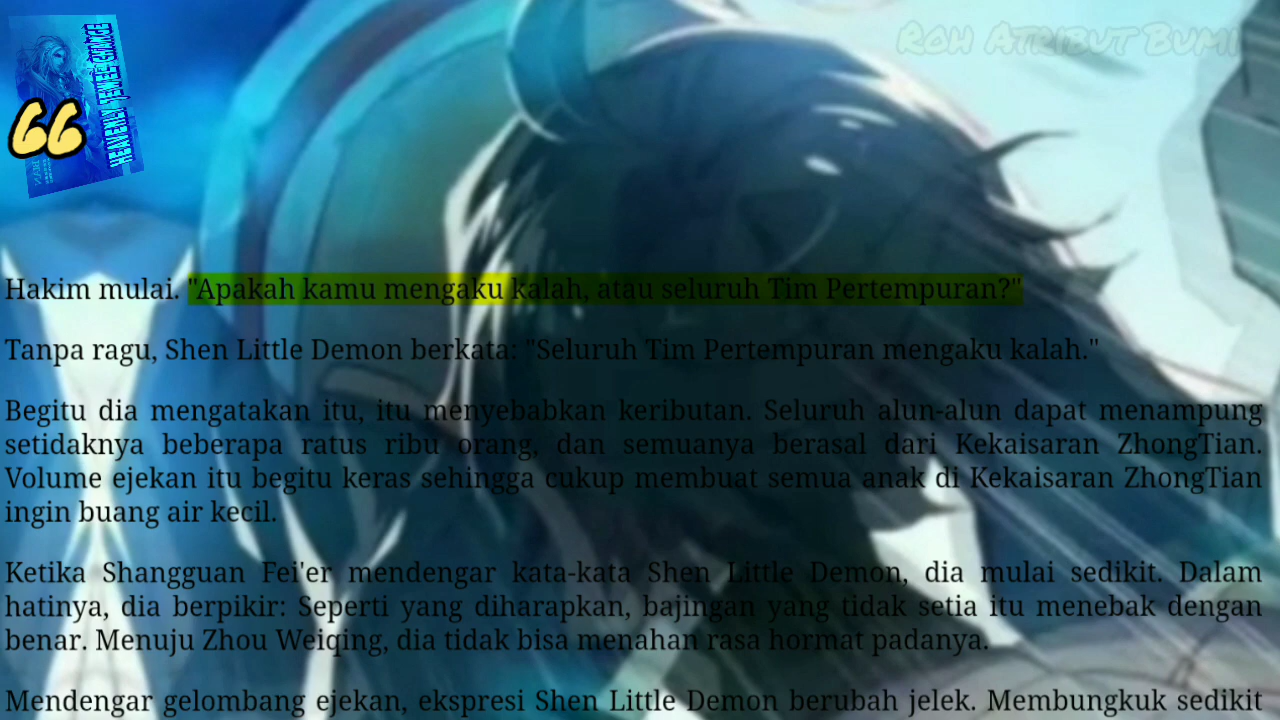 HEAVENLY JEWEL CHANGE
66
Roh Atribut Bumi
Hakim mulai. "Apakah kamu mengaku kalah, atau seluruh Tim Pertempuran?"
Tanpa ragu, Shen Little Demon berkata: "Seluruh Tim Pertempuran mengaku kalah."
Begitu dia mengatakan itu, itu menyebabkan keributan. Seluruh alun-alun dapat menampung
setidaknya beberapa ratus ribu orang, dan semuanya berasal dari Kekaisaran ZhongTian.
Volume ejekan itu begitu keras sehingga cukup membuat semua anak di Kekaisaran ZhongTian
ingin buang air kecil.
Ketika Shangguan Fei'er mendengar kata-kata Shen Little Demon, dia mulai sedikit. Dalam
hatinya, dia berpikir: Seperti yang diharapkan, bajingan yang tidak setia itu menebak dengan
benar. Menuju Zhou Weiqing, dia tidak bisa menahan rasa hormat padanya.
Mendengar gelombang ejekan, ekspresi Shen Little Demon berubah jelek. Membungkuk sedikit